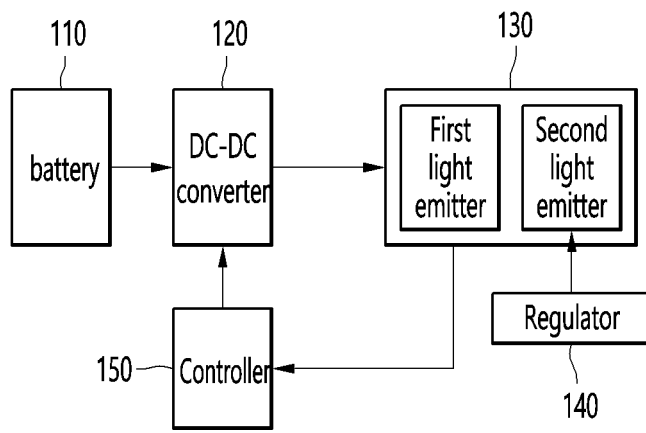 110
120
130
battery
DC-DC
converter
First
light
emitter
Second
light
emitter
150
Controller
Regulator
140